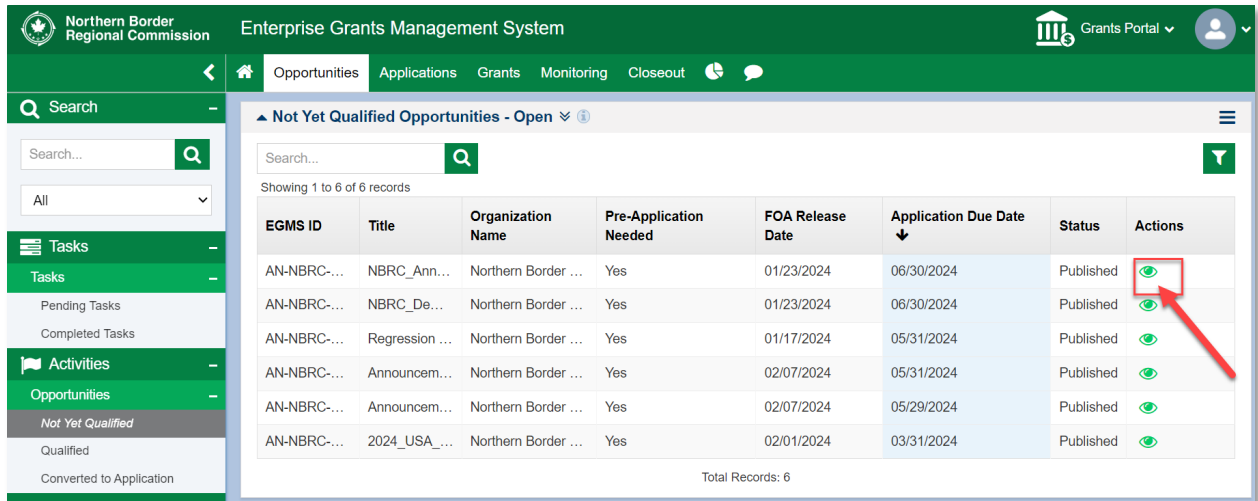 Northern Border
Regional Commission
Enterprise Grants Management System
Grants Portal
Opportunities Applications Grants Monitoring Closeout
Search
Search...
All
Tasks
Tasks
Pending Tasks
Completed Tasks
Activities
Opportunities
Not Yet Qualified
Qualified
Converted to Application
Not Yet Qualified Opportunities - Open
Search...
Showing 1 to 6 of 6 records
EGMS ID Title Organization Name Pre-Application Needed FOA Release Date Application Due Date Status Actions
AN-NBRC-... NBRC_Ann... Northern Border ... Yes 01/23/2024 06/30/2024 Published
AN-NBRC-... NBRC_De... Northern Border ... Yes 01/23/2024 06/30/2024 Published
AN-NBRC-... Regression ... Northern Border ... Yes 01/17/2024 05/31/2024 Published
AN-NBRC-... Announcem... Northern Border ... Yes 02/07/2024 05/31/2024 Published
AN-NBRC-... Announcem... Northern Border ... Yes 02/07/2024 05/29/2024 Published
AN-NBRC-... 2024_USA_... Northern Border ... Yes 02/01/2024 03/31/2024 Published
Total Records: 6